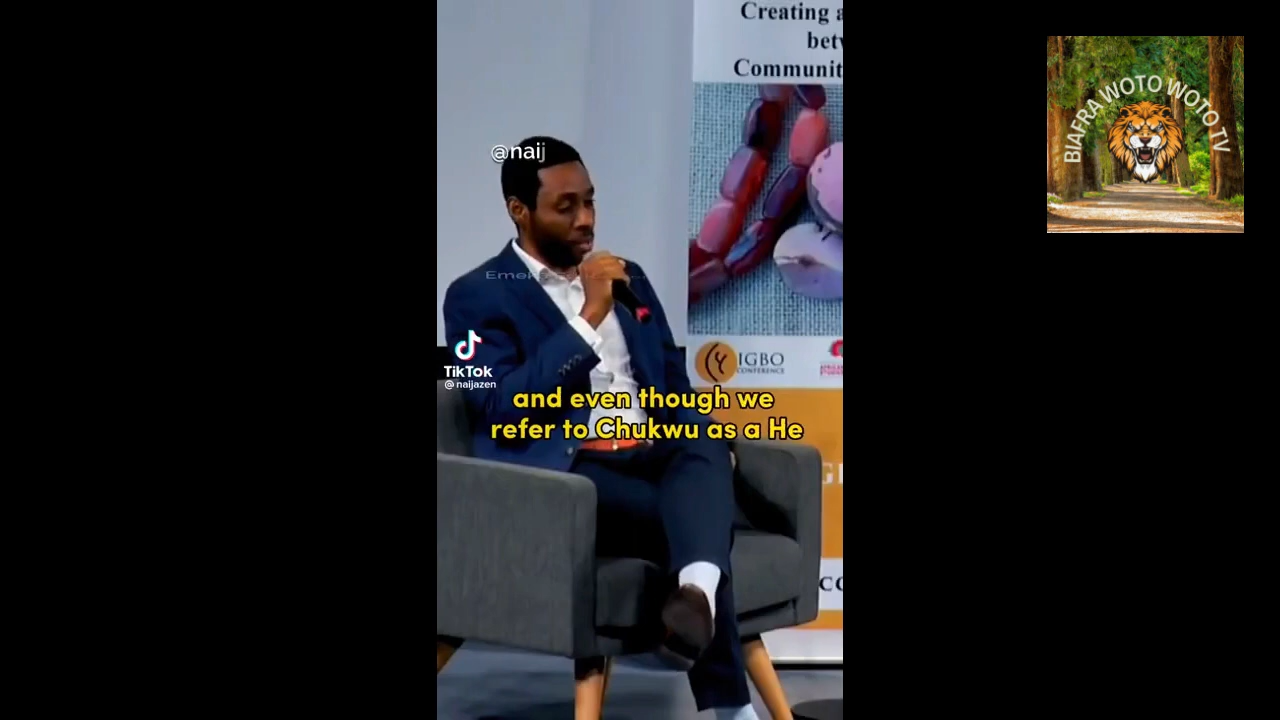 Creating a
betw
Communit
BIAFRA WOTO WOTO TV
@naij
IGBO
CONFERENCE
TikTok
@naijazen
and even though we
refer to Chukwu as a He